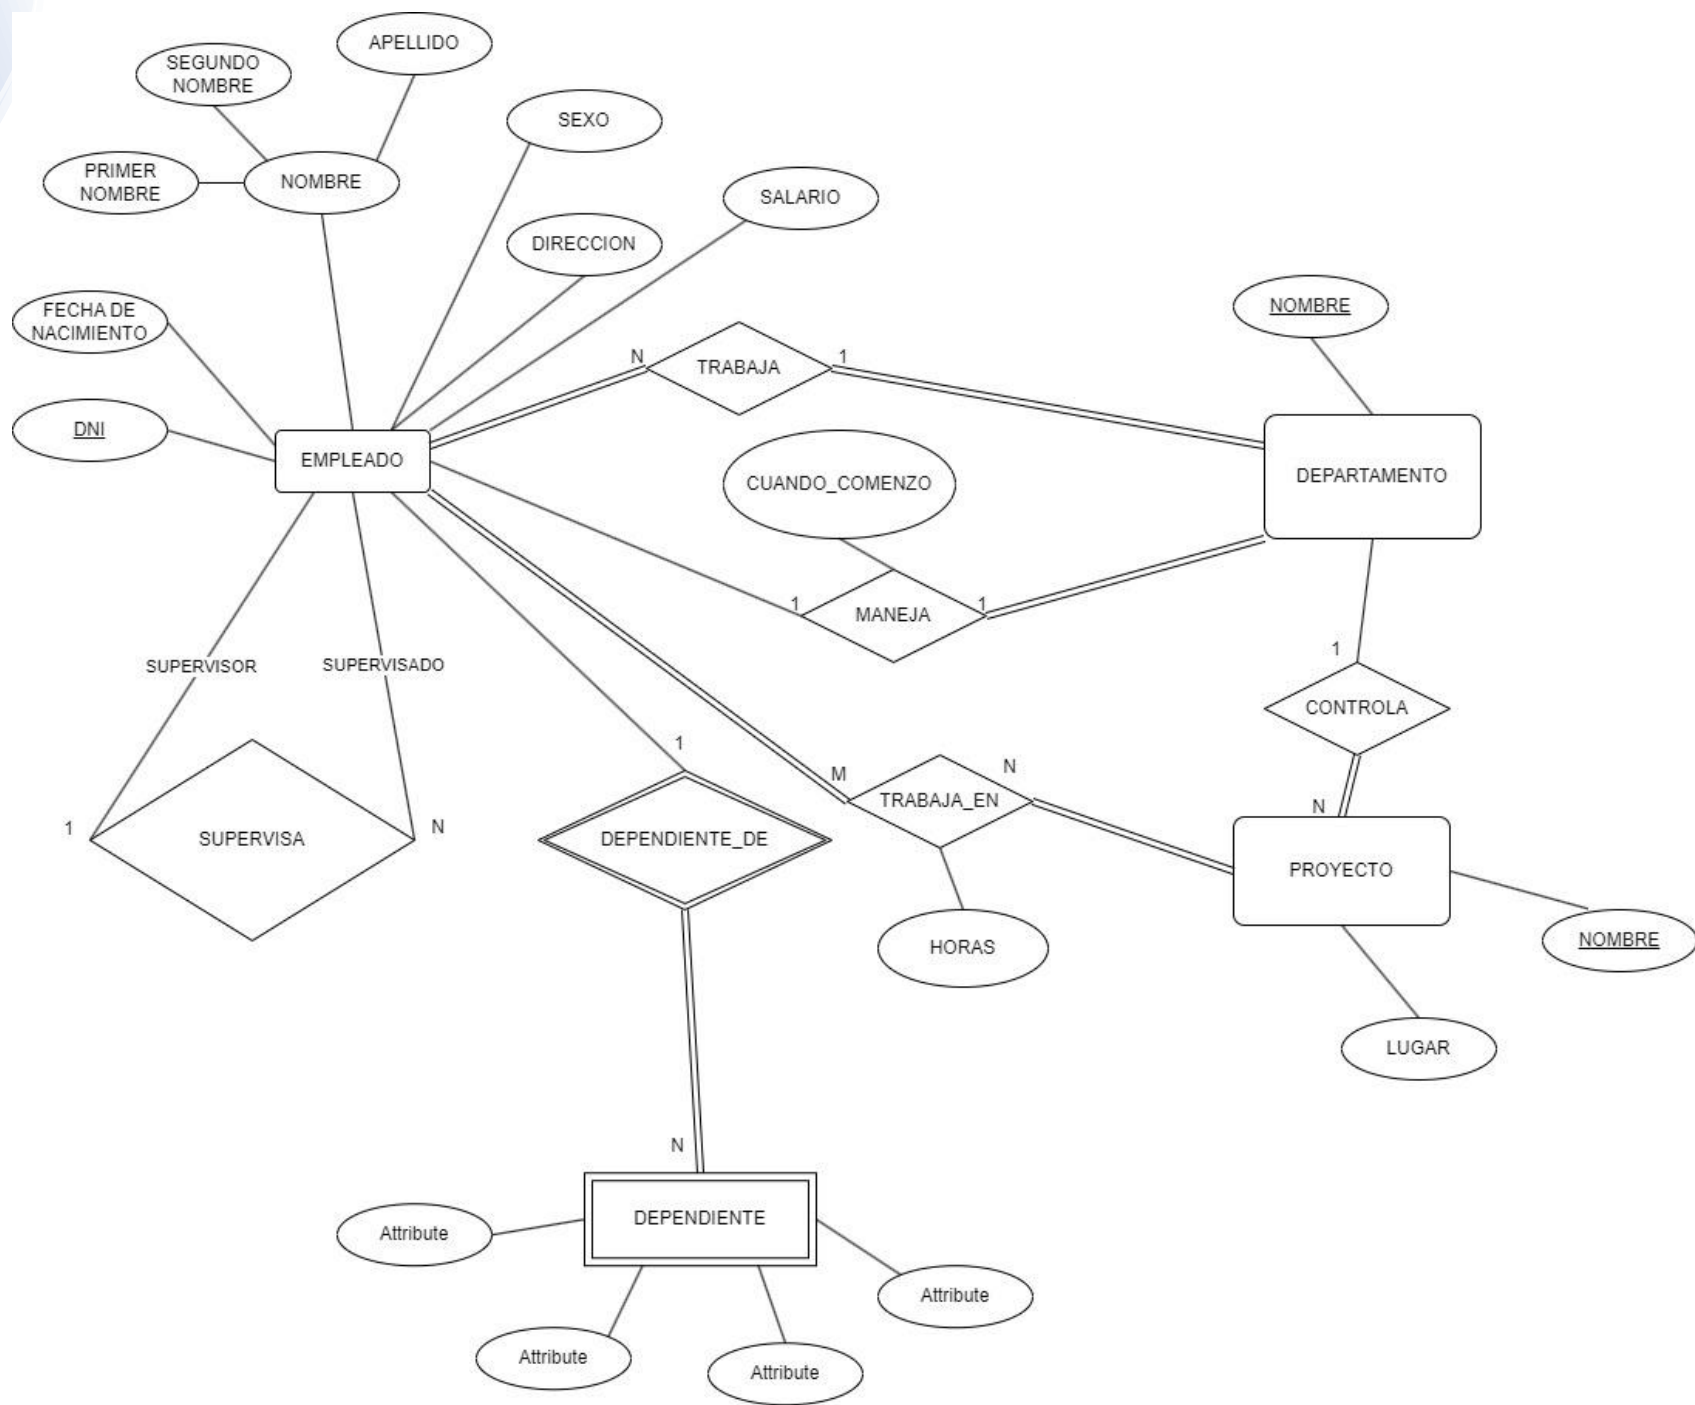 APELLIDO
SEGUNDO
NOMBRE
SEXO
PRIMER
NOMBRE
NOMBRE
SALARIO
DIRECCION
FECHA DE
NACIMIENTO
NOMBRE
N
TRABAJA
1
DNI
EMPLEADO
CUANDO_COMENZO
DEPARTAMENTO
1
MANEJA
1
SUPERVISOR
SUPERVISADO
1
CONTROLA
1
M
TRABAJA_EN
N
N
1
SUPERVISA
N
DEPENDIENTE_DE
PROYECTO
HORAS
NOMBRE
LUGAR
N
DEPENDIENTE
Attribute
Attribute
Attribute
Attribute